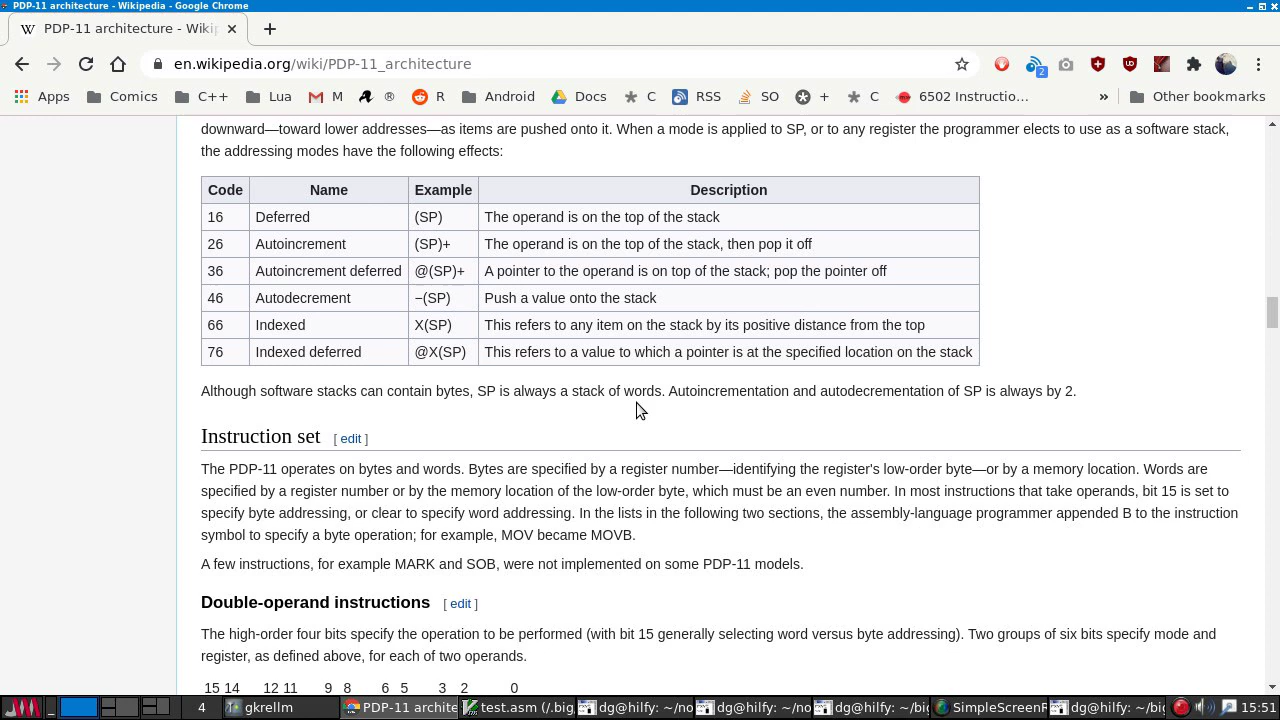 PDP-11 architecture - Wikipedia - Google Chrome
PDP-11 architecture - Wiki
en.wikipedia.org/wiki/PDP-11_architecture
2
Apps Comics C++ Lua M ® R Android Docs C RSS SO + C 6502 Instructio… » Other bookmarks
downward—toward lower addresses—as items are pushed onto it. When a mode is applied to SP, or to any register the programmer elects to use as a software stack,
the addressing modes have the following effects:
Code Name Example Description
16 Deferred (SP) The operand is on the top of the stack
26 Autoincrement (SP)+ The operand is on the top of the stack, then pop it off
36 Autoincrement deferred @(SP)+ A pointer to the operand is on top of the stack; pop the pointer off
46 Autodecrement −(SP) Push a value onto the stack
66 Indexed X(SP) This refers to any item on the stack by its positive distance from the top
76 Indexed deferred @X(SP) This refers to a value to which a pointer is at the specified location on the stack
Although software stacks can contain bytes, SP is always a stack of words. Autoincrementation and autodecrementation of SP is always by 2.
Instruction set [ edit ]
The PDP-11 operates on bytes and words. Bytes are specified by a register number—identifying the register's low-order byte—or by a memory location. Words are
specified by a register number or by the memory location of the low-order byte, which must be an even number. In most instructions that take operands, bit 15 is set to
specify byte addressing, or clear to specify word addressing. In the lists in the following two sections, the assembly-language programmer appended B to the instruction
symbol to specify a byte operation; for example, MOV became MOVB.
A few instructions, for example MARK and SOB, were not implemented on some PDP-11 models.
Double-operand instructions [ edit ]
The high-order four bits specify the operation to be performed (with bit 15 generally selecting word versus byte addressing). Two groups of six bits specify mode and
register, as defined above, for each of two operands.
15 14 12 11 9 8 6 5 3 2 0
4 gkrellm PDP-11 archite test.asm (/.big dg@hilfy: ~/no dg@hilfy: ~/no dg@hilfy: ~/big SimpleScreenR dg@hilfy: ~/big 15:51